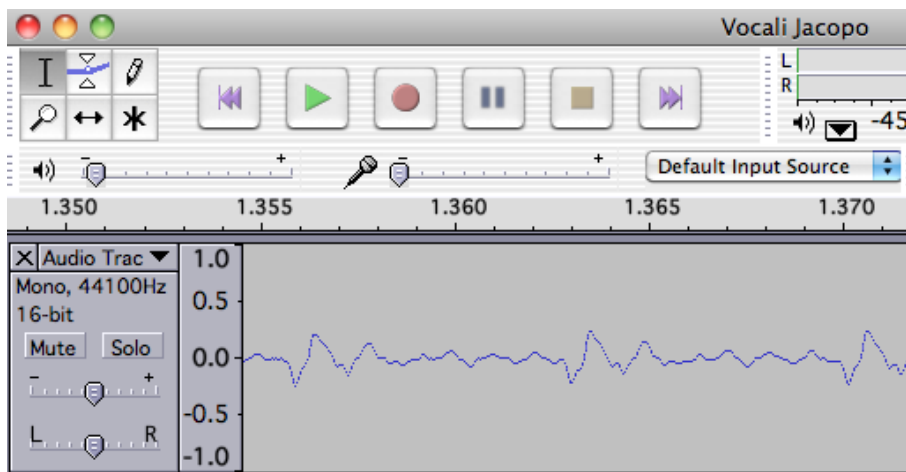 Vocali Jacopo
L
R
-45
- +
- +
Default Input Source
1.350 1.355 1.360 1.365 1.370
X Audio Trac
Mono, 44100Hz
16-bit
Mute Solo
- +
L R
1.0
0.5
0.0
-0.5
-1.0